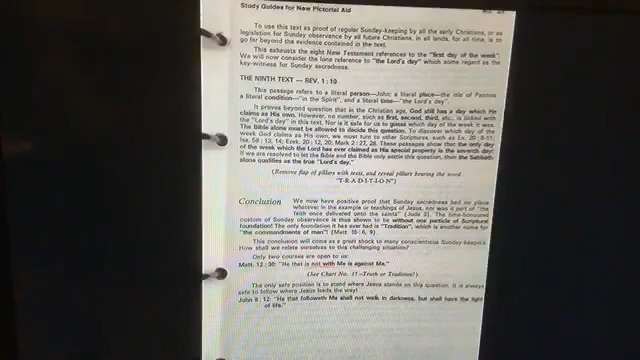 Study Guides for New Pictorial Aid
To use this text as proof of regular Sunday-keeping by all the early Christians, or as
legislation for Sunday observance by all future Christians, in all lands, for all time, is to
go far beyond the evidence contained in the text.
This exhausts the eight New Testament references to the "first day of the week".
We will now consider the lone reference to "the Lord's day" which some regard as the
key-witness for Sunday sacredness.
THE NINTH TEXT — REV. 1:10
This passage refers to a literal person—John; a literal place—the isle of Patmos
a literal condition—"in the Spirit", and a literal time—"the Lord's day".
It proves beyond question that in the Christian age, God still has a day which He
claims as His own. However, no number, such as first, second, third, etc., is linked with
the "Lord's day" in this text. Nor is it safe for us to guess which day of the week it was.
The Bible alone must be allowed to decide this question. To discover which day of the
week God claims as His own, we must turn to other Scriptures, such as Ex. 20:8-11;
Isa. 58:13, 14; Ezek. 20:12, 20; Mark 2:27, 28. These passages show that the only day
of the week which the Lord has ever claimed as His special property is the seventh day!
If we are resolved to let the Bible and the Bible only settle this question, then the Sabbath
alone qualifies as the true "Lord's day."
(Remove flap of pillars with texts, and reveal pillars bearing the word
"T-R-A-D-I-T-I-O-N")
Conclusion We now have positive proof that Sunday sacredness had no place
whatever in the example or teachings of Jesus, nor was it part of "the
faith once delivered unto the saints" (Jude 3). The time-honoured
custom of Sunday observance is thus shown to be without one particle of Scriptural
foundation! The only foundation it has ever had is "Tradition", which is another name for
"the commandments of men"! (Matt. 15:6, 9).
This conclusion will come as a great shock to many conscientious Sunday-keepers.
How shall we relate ourselves to this challenging situation?
Only two courses are open to us:
Matt. 12:30: "He that is not with Me is against Me."
(See Chart No. 11—Truth or Tradition?)
The only safe position is to stand where Jesus stands on this question. It is always
safe to follow where Jesus leads the way!
John 8:12: "He that followeth Me shall not walk in darkness, but shall have the light
of life."